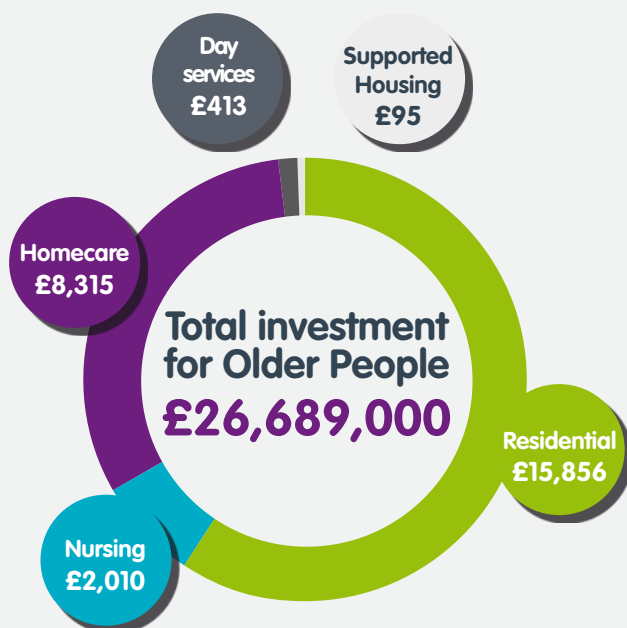 Day
services
£413
Supported
Housing
£95
Homecare
£8,315
Total investment
for Older People
£26,689,000
Residential
£15,856
Nursing
£2,010